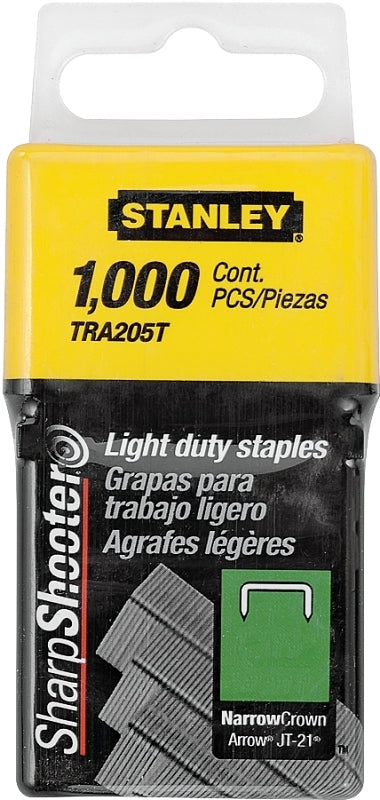 STANLEY®
1,000 Cont.
PCS/Piezas
TRA205T
SharpShooter
Light duty staples
Grapas para
trabajo ligero
Agrafes légères
NarrowCrown
Arrow® JT-21®
™